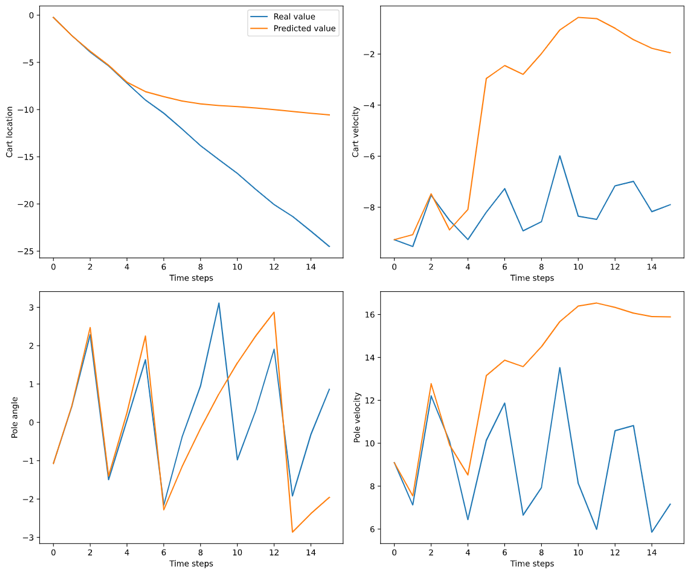 Real value
Predicted value
Cart location
0
−5
−10
−15
−20
−25
0 2 4 6 8 10 12 14
Time steps
Cart velocity
−2
−4
−6
−8
0 2 4 6 8 10 12 14
Time steps
Pole angle
3
2
1
0
−1
−2
−3
0 2 4 6 8 10 12 14
Time steps
Pole velocity
16
14
12
10
8
6
0 2 4 6 8 10 12 14
Time steps